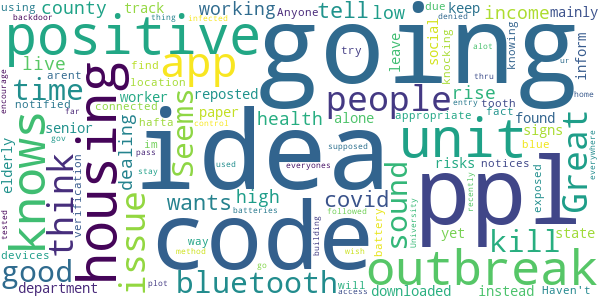 backdoor
using
county
track
working
tell
low
income
due
keep
Anyone
denied
mainly
thing
infected
positive
going
app
live
time
try
leave
social
knocking
knowing
alot
ur
inform
encourage
arent
find
location
worker
reposted
people
rise
thru
home
notified
connected
far
paper
hafta
health
alone
appropriate
entry
tooth
fact
found
signs
blue
knows
housing
Seems
idea
unit
Great
senior
im
control
gov
pass
used
everyones
supposed
risks
notices
exposed
everywhere
elderly
think
verification
dealing
stay
wants
high
covid
sound
yet
kill
state
ppl
tested
devices
issue
way
batteries
building
followed
battery
wish
University
recently
good
department
plot
method
bluetooth
code
go
will
access
downloaded
outbreak
instead
Haven't